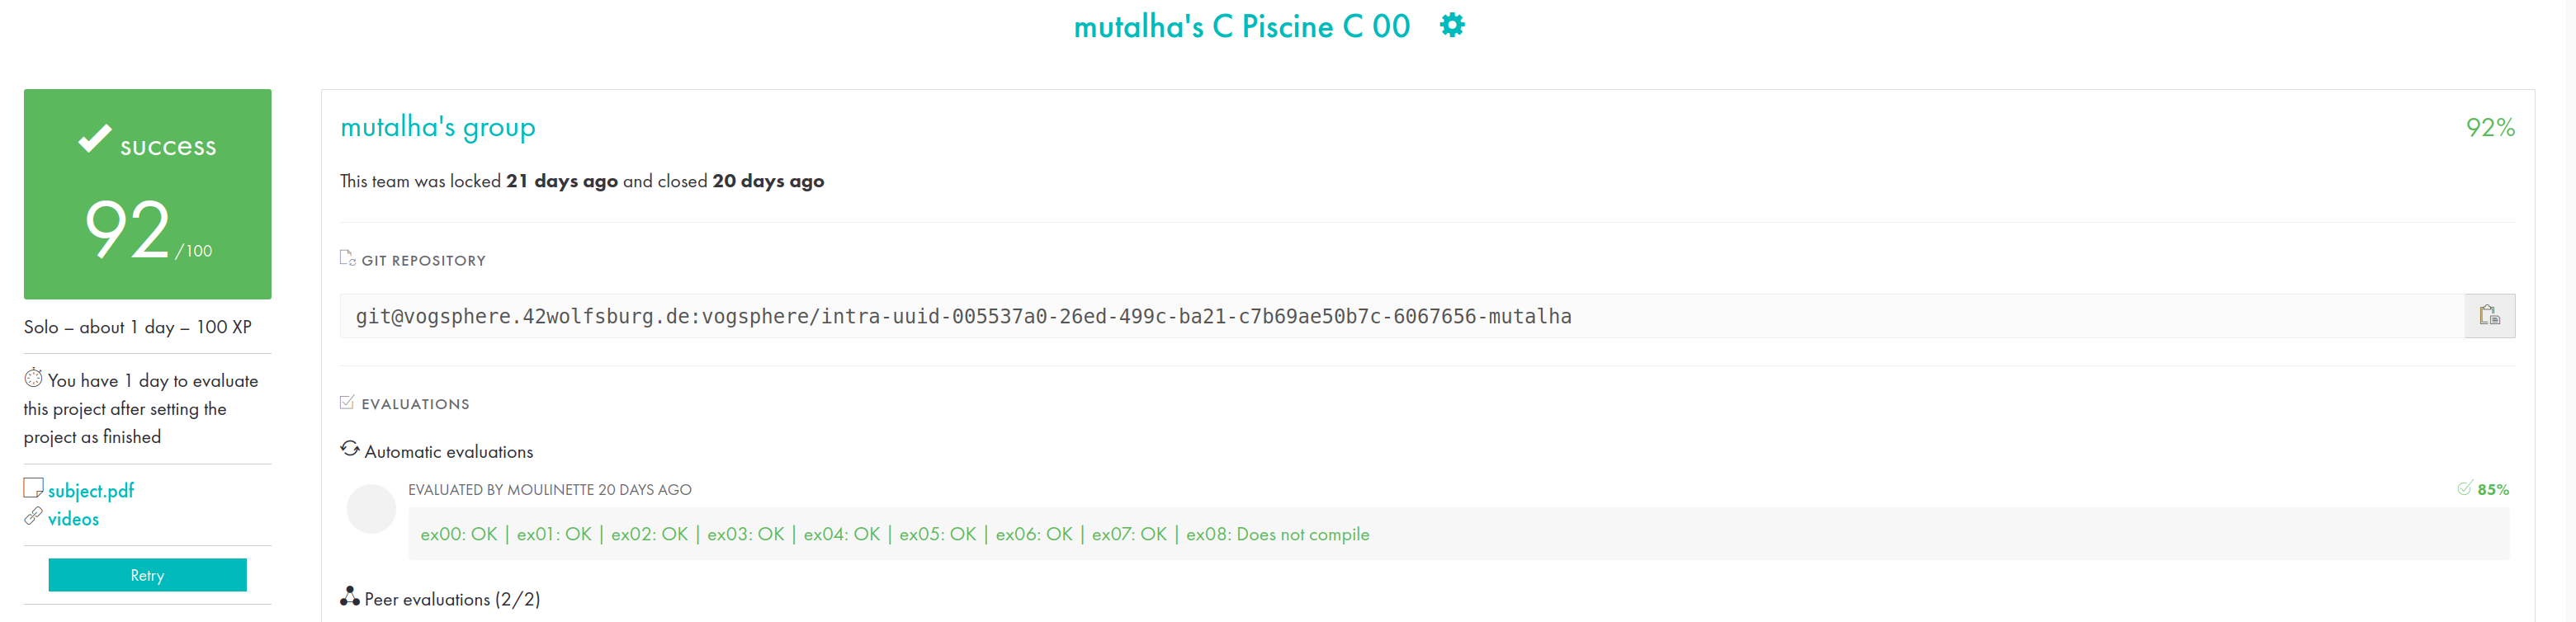 mutalha's C Piscine C 00
success
92 /100
Solo – about 1 day – 100 XP
You have 1 day to evaluate
this project after setting the
project as finished
subject.pdf
videos
Retry
mutalha's group
92%
This team was locked 21 days ago and closed 20 days ago
GIT REPOSITORY
git@vogsphere.42wolfsburg.de:vogsphere/intra-uuid-005537a0-26ed-499c-ba21-c7b69ae50b7c-6067656-mutalha
EVALUATIONS
Automatic evaluations
EVALUATED BY MOULINETTE 20 DAYS AGO
85%
ex00: OK | ex01: OK | ex02: OK | ex03: OK | ex04: OK | ex05: OK | ex06: OK | ex07: OK | ex08: Does not compile
Peer evaluations (2/2)